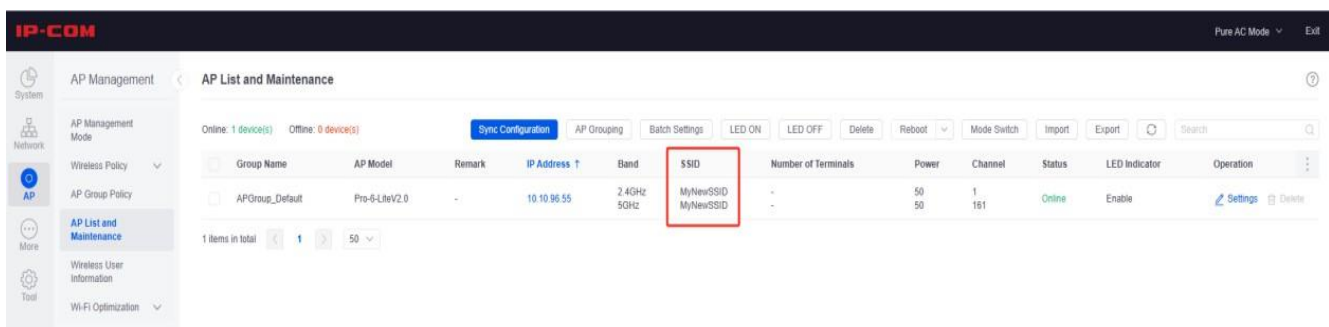 IP-COM
Pure AC Mode Exit
System
Network
AP
More
Tool
AP Management
AP Management Mode
Wireless Policy
AP Group Policy
AP List and Maintenance
Wireless User Information
Wi-Fi Optimization
AP List and Maintenance
Online: 1 device(s) Offline: 0 device(s) Sync Configuration AP Grouping Batch Settings LED ON LED OFF Delete Reboot Mode Switch Import Export Search
Group Name AP Model Remark IP Address ↑ Band SSID Number of Terminals Power Channel Status LED Indicator Operation
APGroup_Default Pro-6-LiteV2.0 - 10.10.96.55 2.4GHz MyNewSSID - 50 1 Online Enable Settings Delete
5GHz MyNewSSID - 50 161
1 items in total < 1 > 50